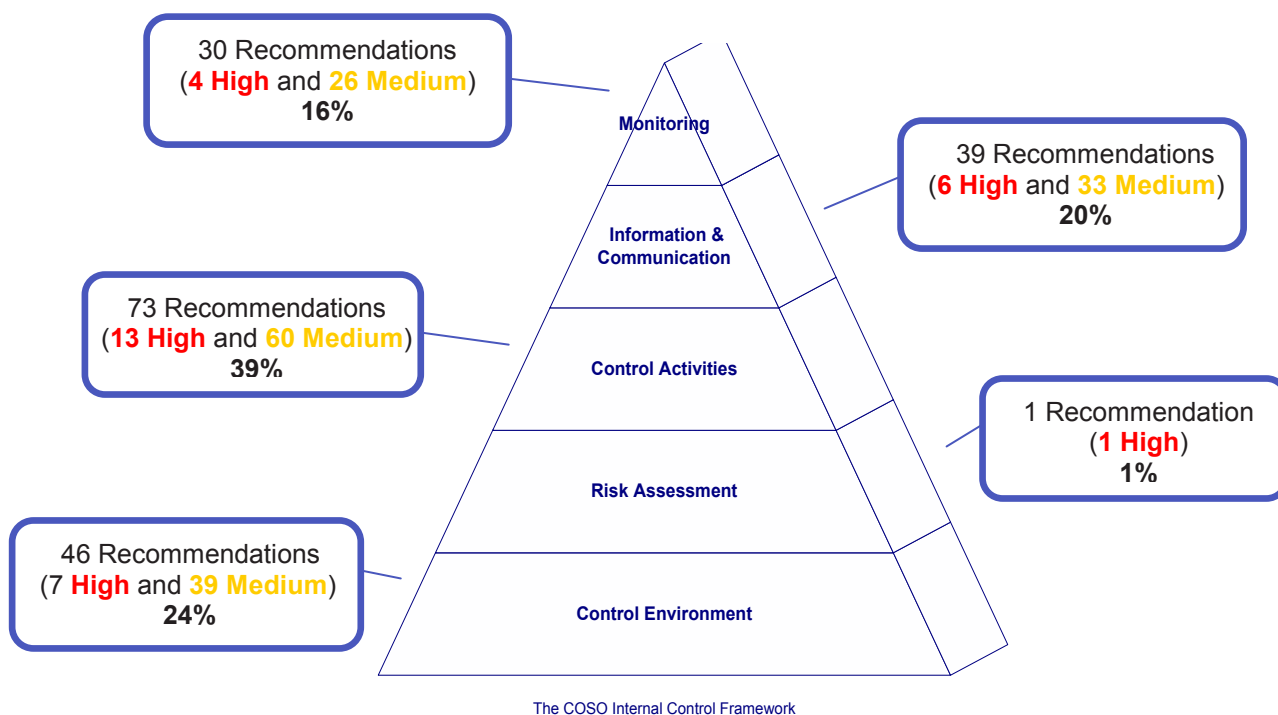 30 Recommendations
(4 High and 26 Medium)
16%
Monitoring
39 Recommendations
(6 High and 33 Medium)
20%
Information &
Communication
73 Recommendations
(13 High and 60 Medium)
39%
Control Activities
1 Recommendation
(1 High)
1%
Risk Assessment
46 Recommendations
(7 High and 39 Medium)
24%
Control Environment
The COSO Internal Control Framework